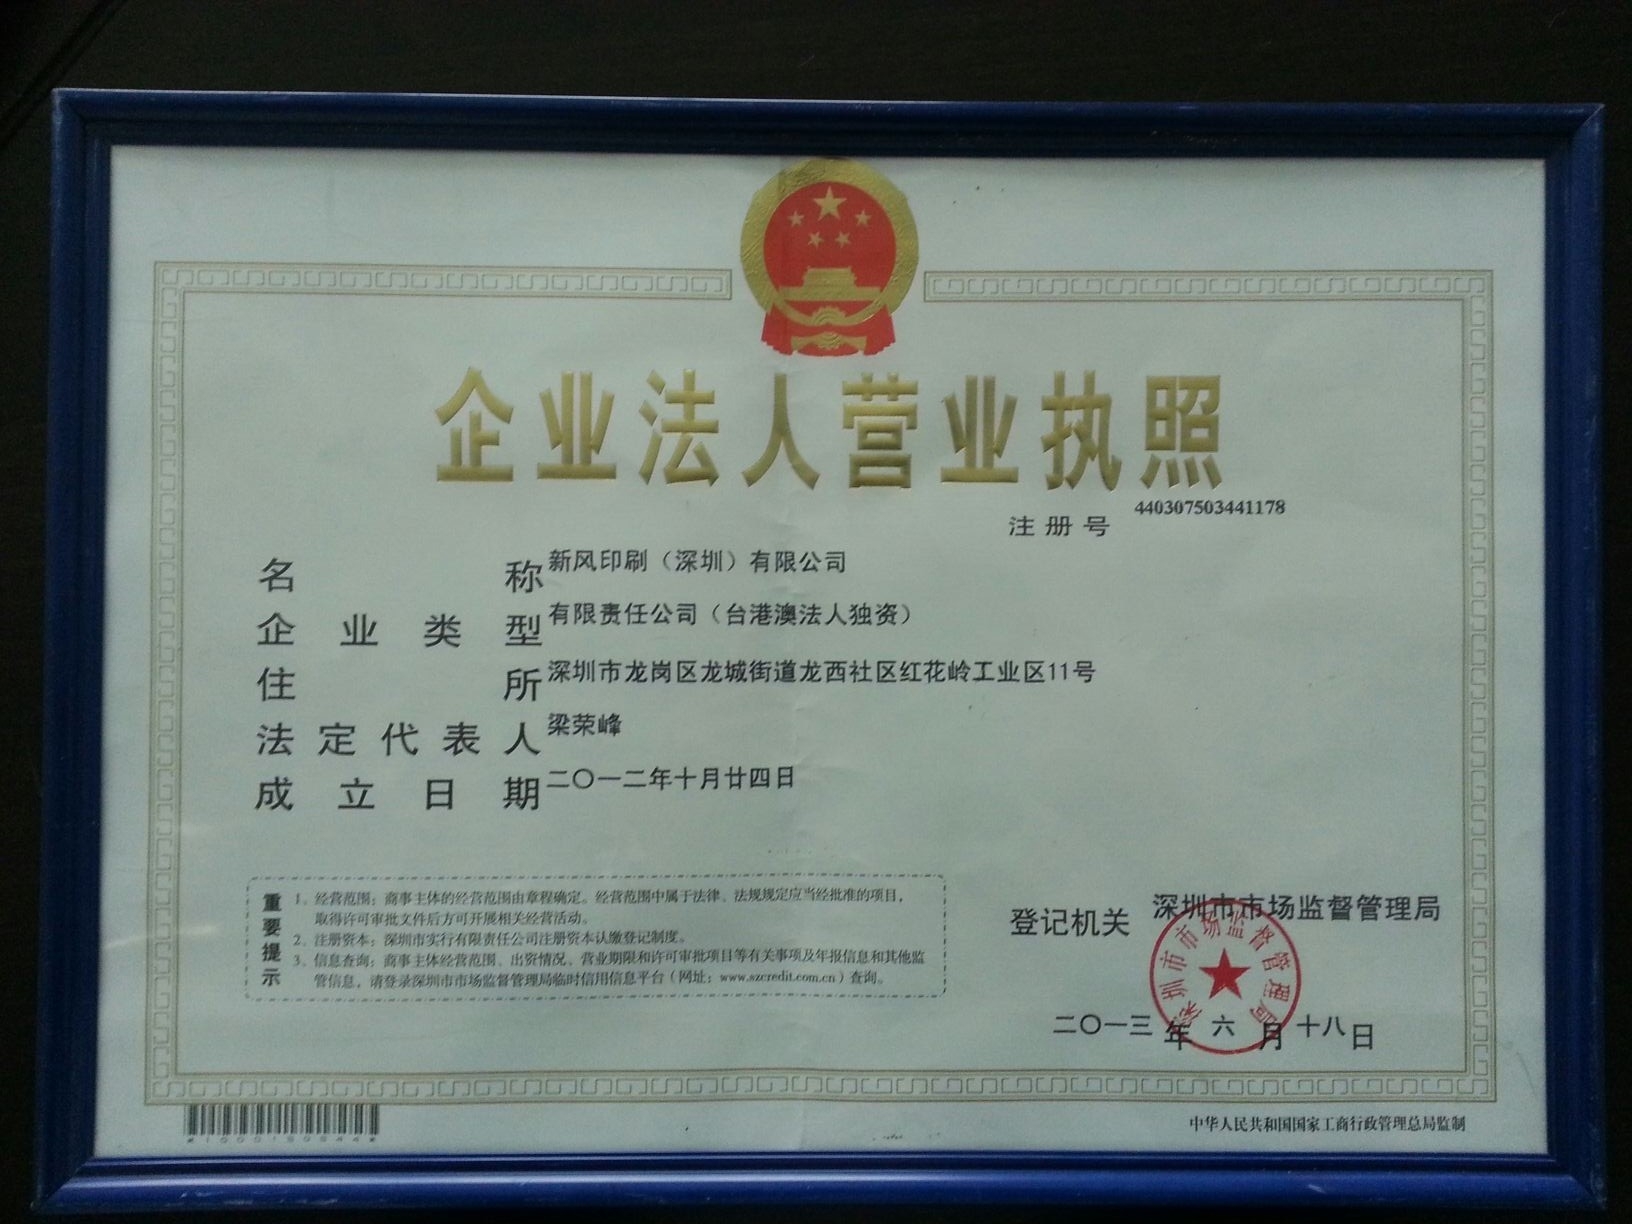 企业法人营业执照
注册号 440307503441178
名称 新风印刷（深圳）有限公司
企业类型 有限责任公司（台港澳法人独资）
住所 深圳市龙岗区龙城街道龙西社区红花岭工业区11号
法定代表人 梁荣峰
成立日期 二〇一二年十月廿四日
重要提示
1、经营范围：商事主体的经营范围由章程确定。经营范围中属于法律、法规规定应当经批准的项目，
取得许可审批文件后方可开展相关经营活动。
2、注册资本：深圳市实行有限责任公司注册资本认缴登记制度。
3、信息查询：商事主体经营范围、出资情况、营业期限和许可审批项目等有关事项及年报信息和其他监
管信息，请登录深圳市市场监督管理局临时信用信息平台（网址：www.szcredit.com.cn）查询。
登记机关 深圳市市场监督管理局
深圳市市场监督管理局
二〇一三年六月十八日
中华人民共和国国家工商行政管理总局监制